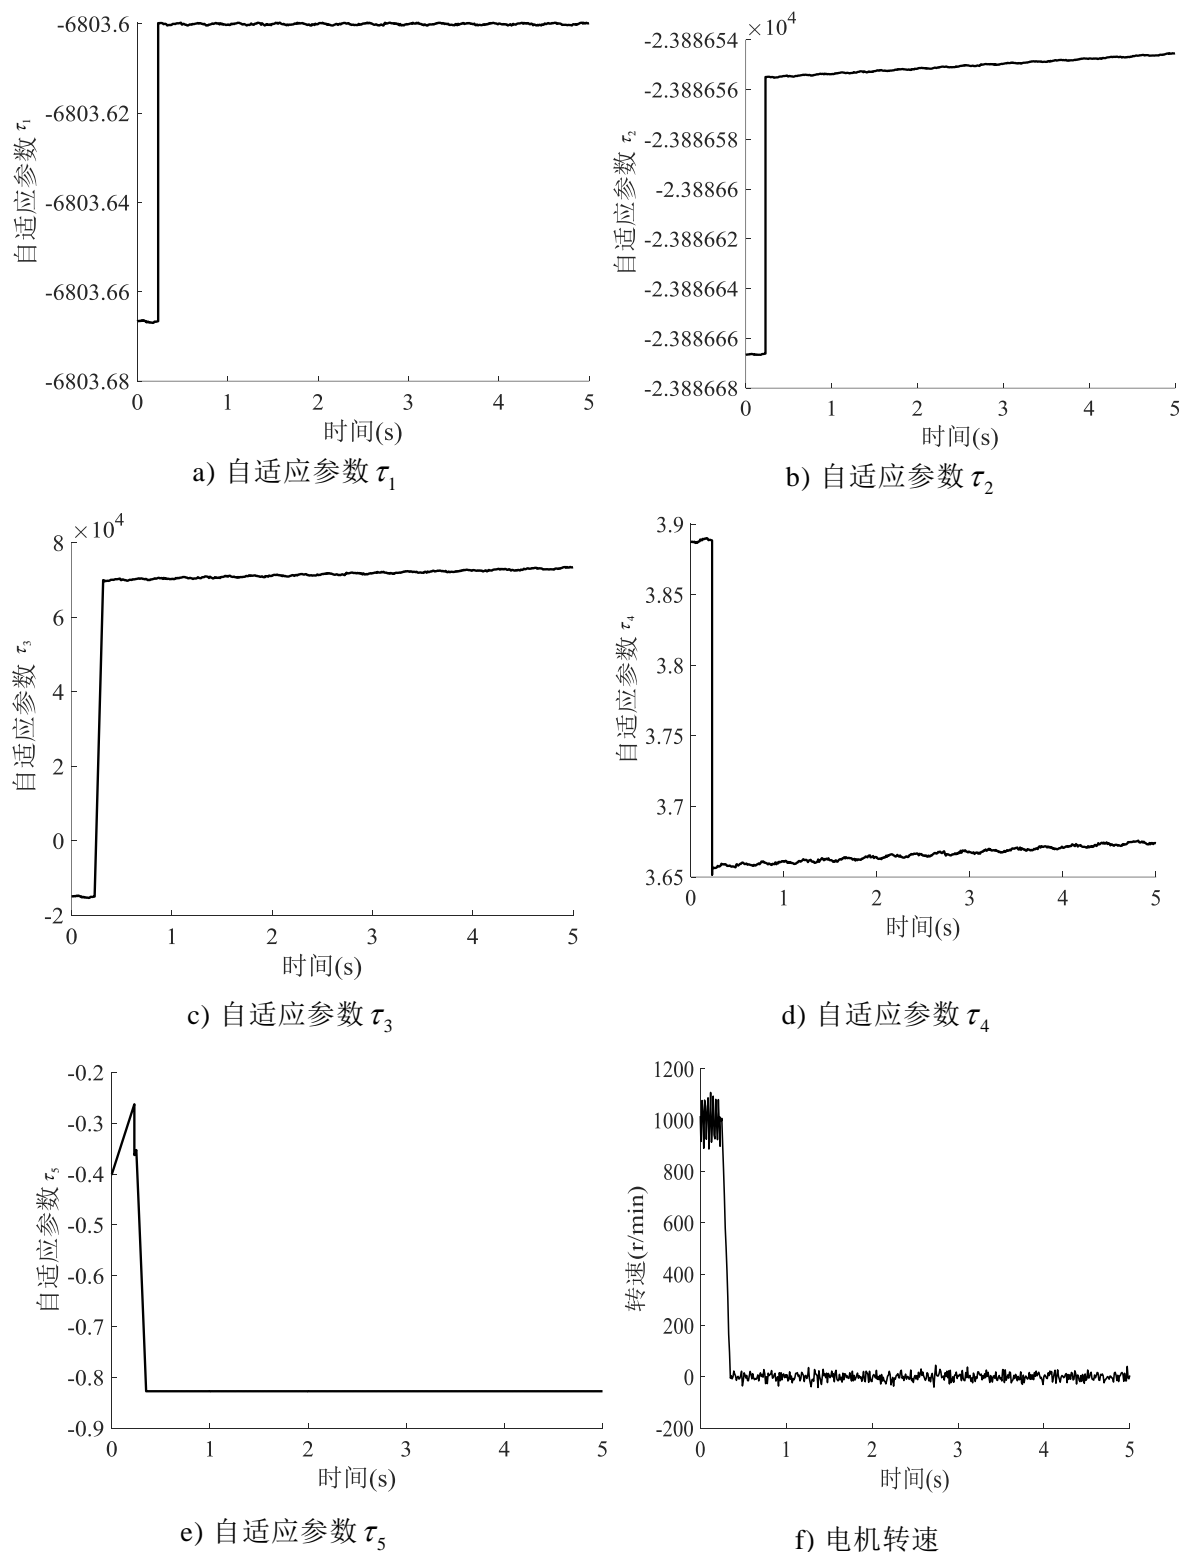 -6803.6
-6803.62
-6803.64
-6803.66
-6803.68
0 1 2 3 4 5
自适应参数 τ1
时间(s)
a) 自适应参数 τ1
×10^4
-2.388654
-2.388656
-2.388658
-2.38866
-2.388662
-2.388664
-2.388666
-2.388668
0 1 2 3 4 5
自适应参数 τ2
时间(s)
b) 自适应参数 τ2
×10^4
8
6
4
2
0
-2
0 1 2 3 4 5
自适应参数 τ3
时间(s)
c) 自适应参数 τ3
3.9
3.85
3.8
3.75
3.7
3.65
0 1 2 3 4 5
自适应参数 τ4
时间(s)
d) 自适应参数 τ4
-0.2
-0.3
-0.4
-0.5
-0.6
-0.7
-0.8
-0.9
0 1 2 3 4 5
自适应参数 τ5
时间(s)
e) 自适应参数 τ5
1200
1000
800
600
400
200
0
-200
0 1 2 3 4 5
转速(r/min)
时间(s)
f) 电机转速